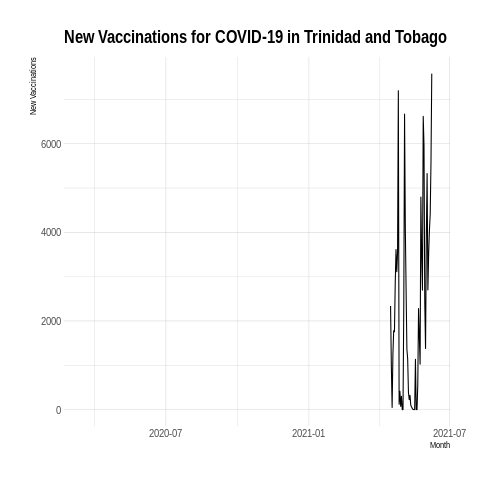 New Vaccinations for COVID-19 in Trinidad and Tobago
New Vaccinations
6000
4000
2000
0
2020-07
2021-01
2021-07
Month